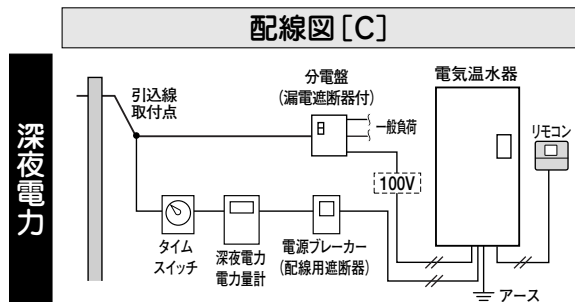 配線図［C］
深夜電力
引込線
取付点
分電盤
(漏電遮断器付)
一般負荷
100V
電気温水器
リモコン
タイム
スイッチ
深夜電力
電力量計
電源ブレーカー
(配線用遮断器)
アース